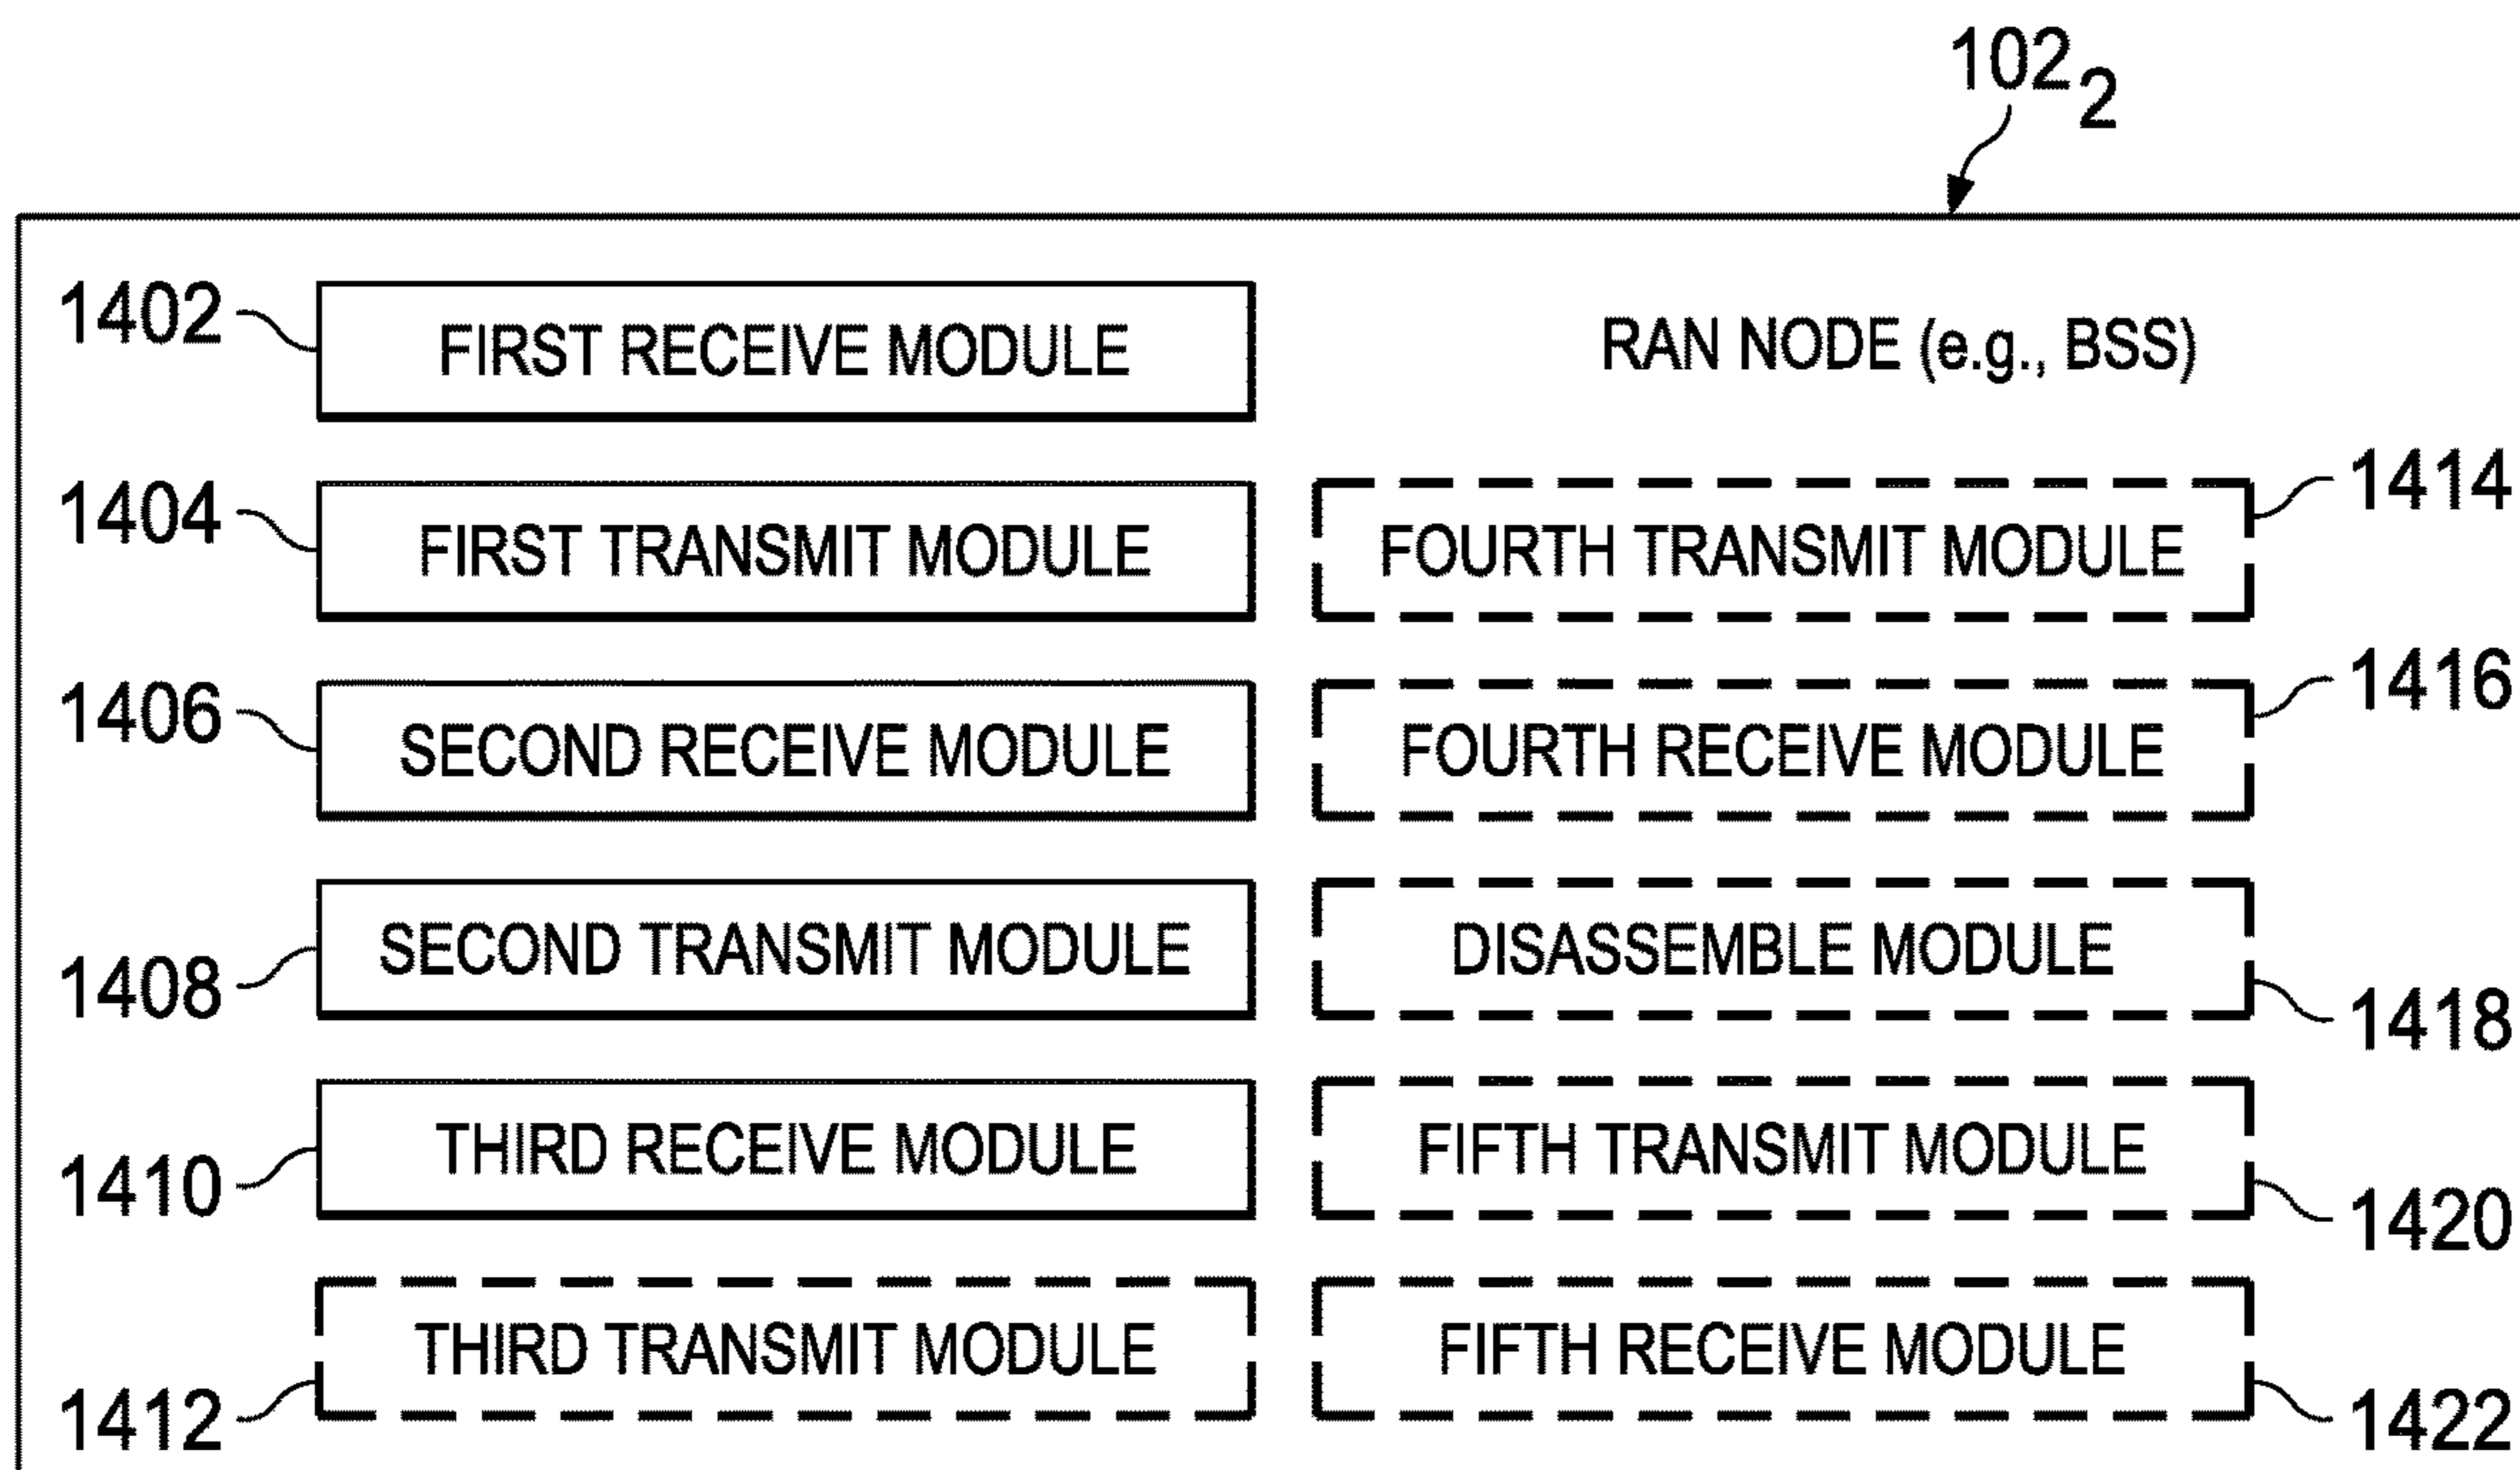 102₂
1402 FIRST RECEIVE MODULE RAN NODE (e.g., BSS)
1404 FIRST TRANSMIT MODULE FOURTH TRANSMIT MODULE 1414
1406 SECOND RECEIVE MODULE FOURTH RECEIVE MODULE 1416
1408 SECOND TRANSMIT MODULE DISASSEMBLE MODULE 1418
1410 THIRD RECEIVE MODULE FIFTH TRANSMIT MODULE 1420
1412 THIRD TRANSMIT MODULE FIFTH RECEIVE MODULE 1422